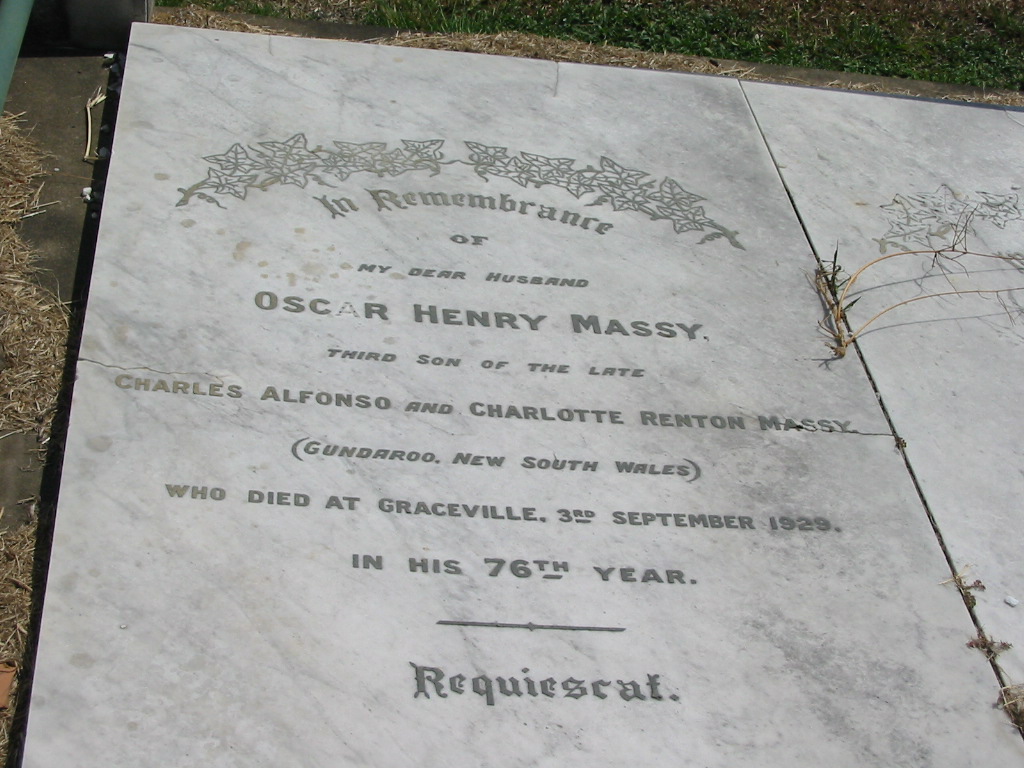 In Remembrance
OF
MY DEAR HUSBAND
OSCAR HENRY MASSY,
THIRD SON OF THE LATE
CHARLES ALFONSO AND CHARLOTTE RENTON MASSY.
(GUNDAROO, NEW SOUTH WALES)
WHO DIED AT GRACEVILLE, 3RD SEPTEMBER 1929.
IN HIS 76TH YEAR.
Requiescat.